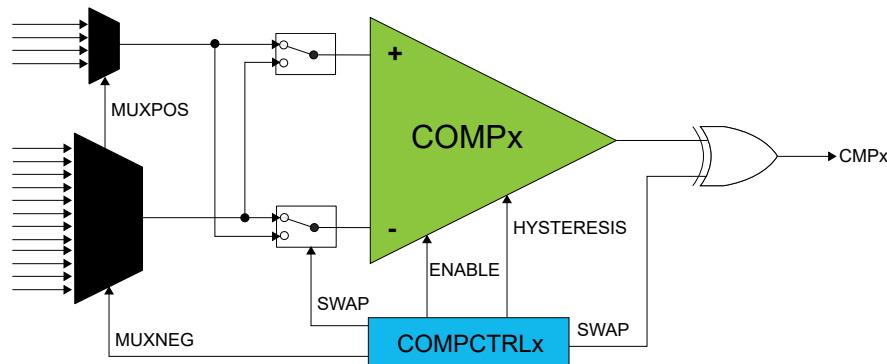 MUXPOS
+
COMPx
CMPx
-
HYSTERESIS
ENABLE
SWAP
SWAP
MUXNEG
COMPCTRLx